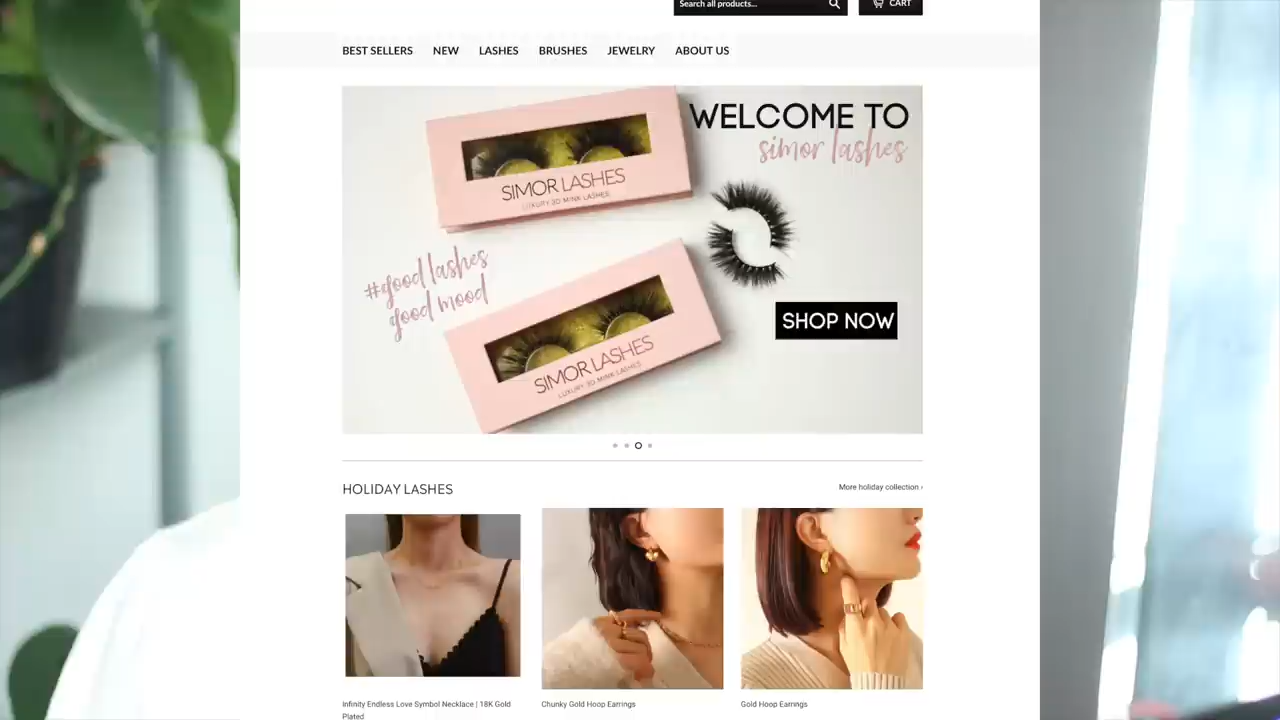 Search all products...
CART
BEST SELLERS NEW LASHES BRUSHES JEWELRY ABOUT US
WELCOME TO
simor lashes
SIMOR LASHES
LUXURY 3D MINK LASHES
#good lashes
good mood
SHOP NOW
SIMOR LASHES
LUXURY 3D MINK LASHES
HOLIDAY LASHES
More holiday collection ›
Infinity Endless Love Symbol Necklace | 18K Gold
Plated
Chunky Gold Hoop Earrings
Gold Hoop Earrings